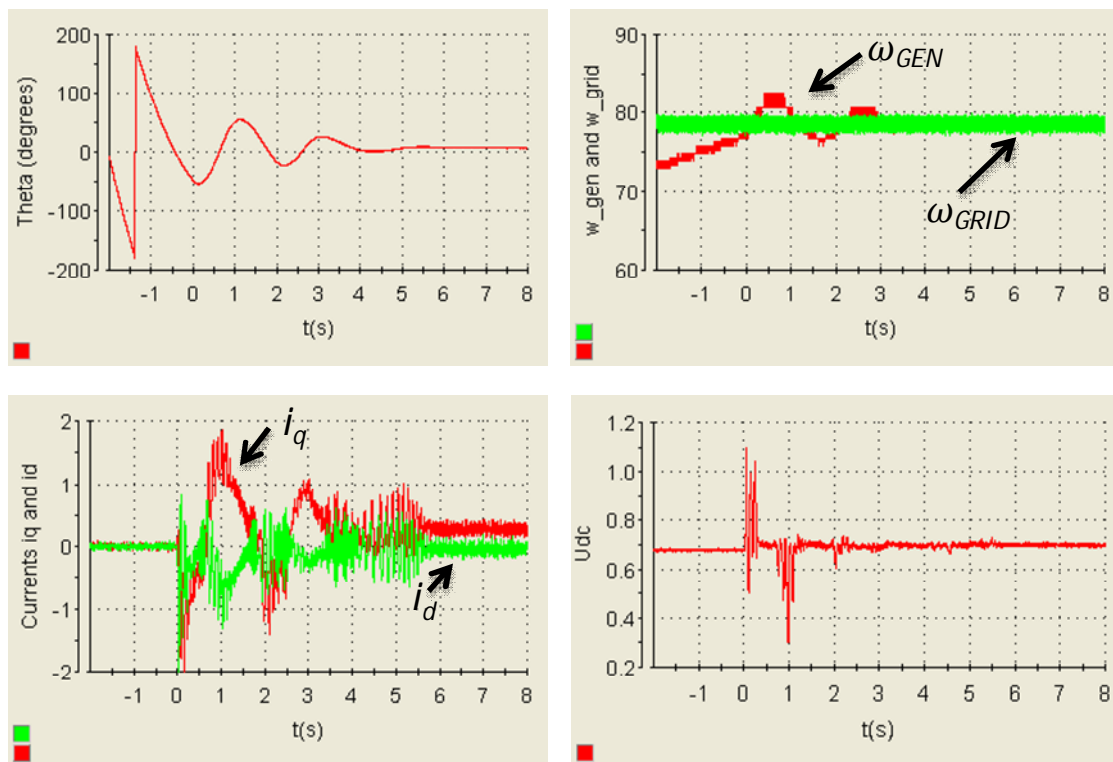 200
100
0
-100
-200
Theta (degrees)
-1 0 1 2 3 4 5 6 7 8
t(s)
90
80
70
60
w_gen and w_grid
ωGEN
ωGRID
-1 0 1 2 3 4 5 6 7 8
t(s)
2
1
0
-1
-2
Currents iq and id
iq
id
-1 0 1 2 3 4 5 6 7 8
t(s)
1.2
1.0
0.8
0.6
0.4
0.2
Udc
-1 0 1 2 3 4 5 6 7 8
t(s)